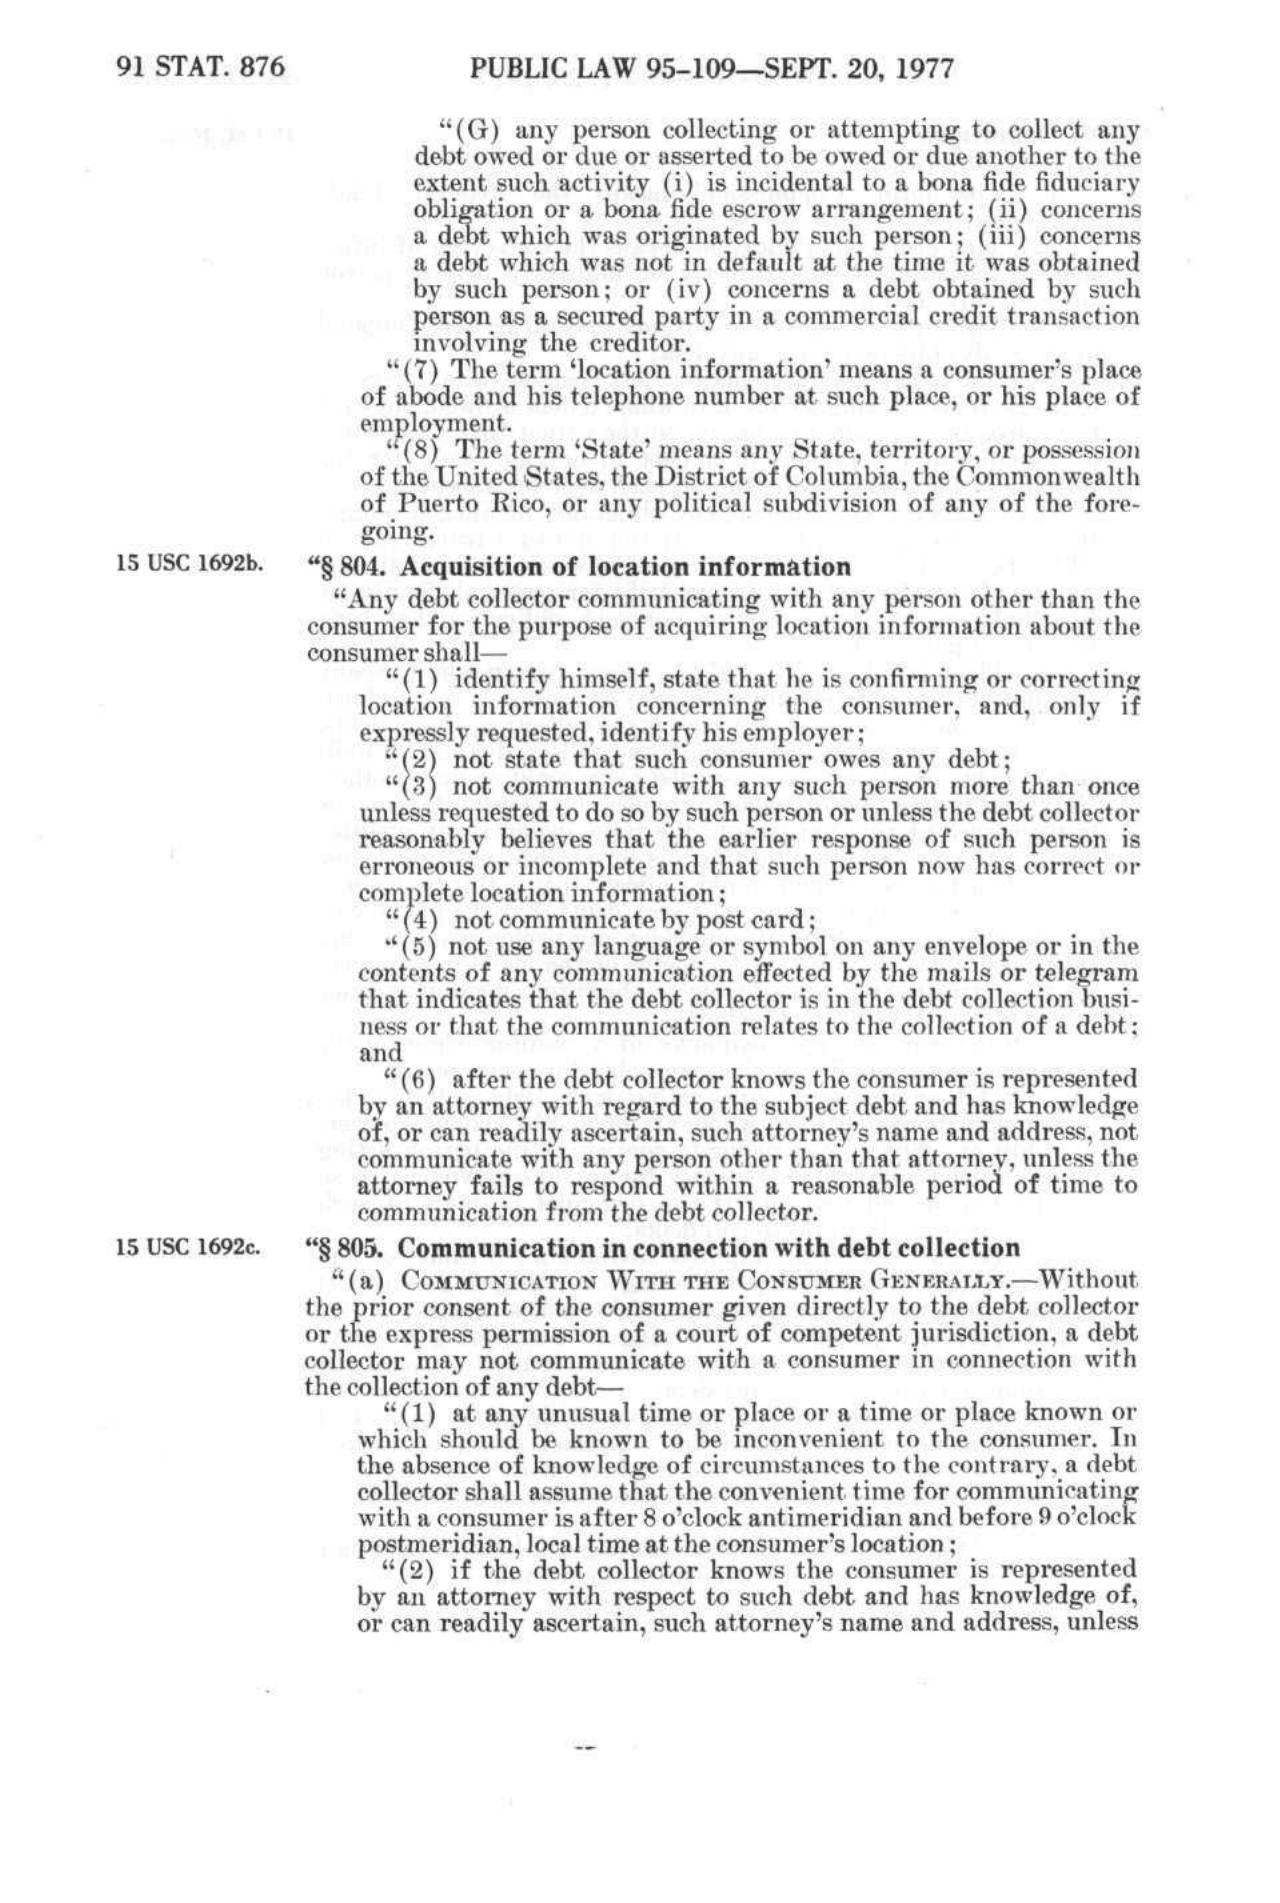 91 STAT. 876
PUBLIC LAW 95–109—SEPT. 20, 1977
“(G) any person collecting or attempting to collect any
debt owed or due or asserted to be owed or due another to the
extent such activity (i) is incidental to a bona fide fiduciary
obligation or a bona fide escrow arrangement; (ii) concerns
a debt which was originated by such person; (iii) concerns
a debt which was not in default at the time it was obtained
by such person; or (iv) concerns a debt obtained by such
person as a secured party in a commercial credit transaction
involving the creditor.
“(7) The term ‘location information’ means a consumer’s place
of abode and his telephone number at such place, or his place of
employment.
“(8) The term ‘State’ means any State, territory, or possession
of the United States, the District of Columbia, the Commonwealth
of Puerto Rico, or any political subdivision of any of the fore-
going.
15 USC 1692b.
“§ 804. Acquisition of location information
“Any debt collector communicating with any person other than the
consumer for the purpose of acquiring location information about the
consumer shall—
“(1) identify himself, state that he is confirming or correcting
location information concerning the consumer, and, only if
expressly requested, identify his employer;
“(2) not state that such consumer owes any debt;
“(3) not communicate with any such person more than once
unless requested to do so by such person or unless the debt collector
reasonably believes that the earlier response of such person is
erroneous or incomplete and that such person now has correct or
complete location information;
“(4) not communicate by post card;
“(5) not use any language or symbol on any envelope or in the
contents of any communication effected by the mails or telegram
that indicates that the debt collector is in the debt collection busi-
ness or that the communication relates to the collection of a debt;
and
“(6) after the debt collector knows the consumer is represented
by an attorney with regard to the subject debt and has knowledge
of, or can readily ascertain, such attorney’s name and address, not
communicate with any person other than that attorney, unless the
attorney fails to respond within a reasonable period of time to
communication from the debt collector.
15 USC 1692c.
“§ 805. Communication in connection with debt collection
“(a) COMMUNICATION WITH THE CONSUMER GENERALLY.—Without
the prior consent of the consumer given directly to the debt collector
or the express permission of a court of competent jurisdiction, a debt
collector may not communicate with a consumer in connection with
the collection of any debt—
“(1) at any unusual time or place or a time or place known or
which should be known to be inconvenient to the consumer. In
the absence of knowledge of circumstances to the contrary, a debt
collector shall assume that the convenient time for communicating
with a consumer is after 8 o’clock antimeridian and before 9 o’clock
postmeridian, local time at the consumer’s location;
“(2) if the debt collector knows the consumer is represented
by an attorney with respect to such debt and has knowledge of,
or can readily ascertain, such attorney’s name and address, unless